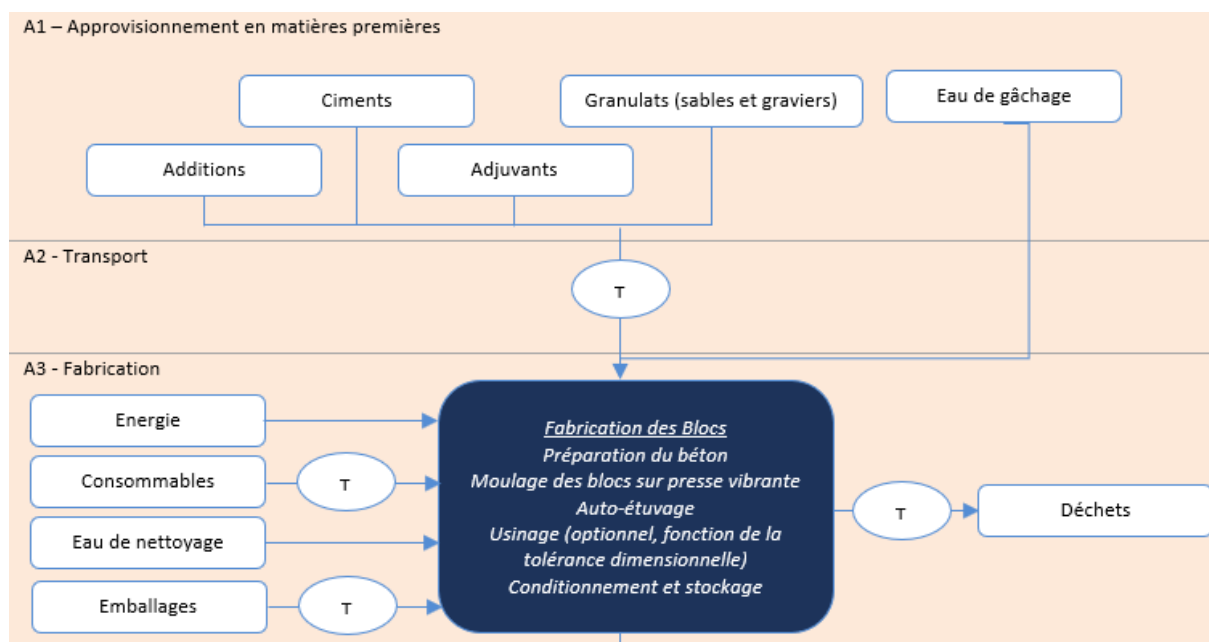 A1 – Approvisionnement en matières premières
Ciments
Granulats (sables et graviers)
Eau de gâchage
Additions
Adjuvants
A2 - Transport
T
A3 - Fabrication
Energie
Consommables
T
Eau de nettoyage
Emballages
T
Fabrication des Blocs
Préparation du béton
Moulage des blocs sur presse vibrante
Auto-étuvage
Usinage (optionnel, fonction de la
tolérance dimensionnelle)
Conditionnement et stockage
T
Déchets